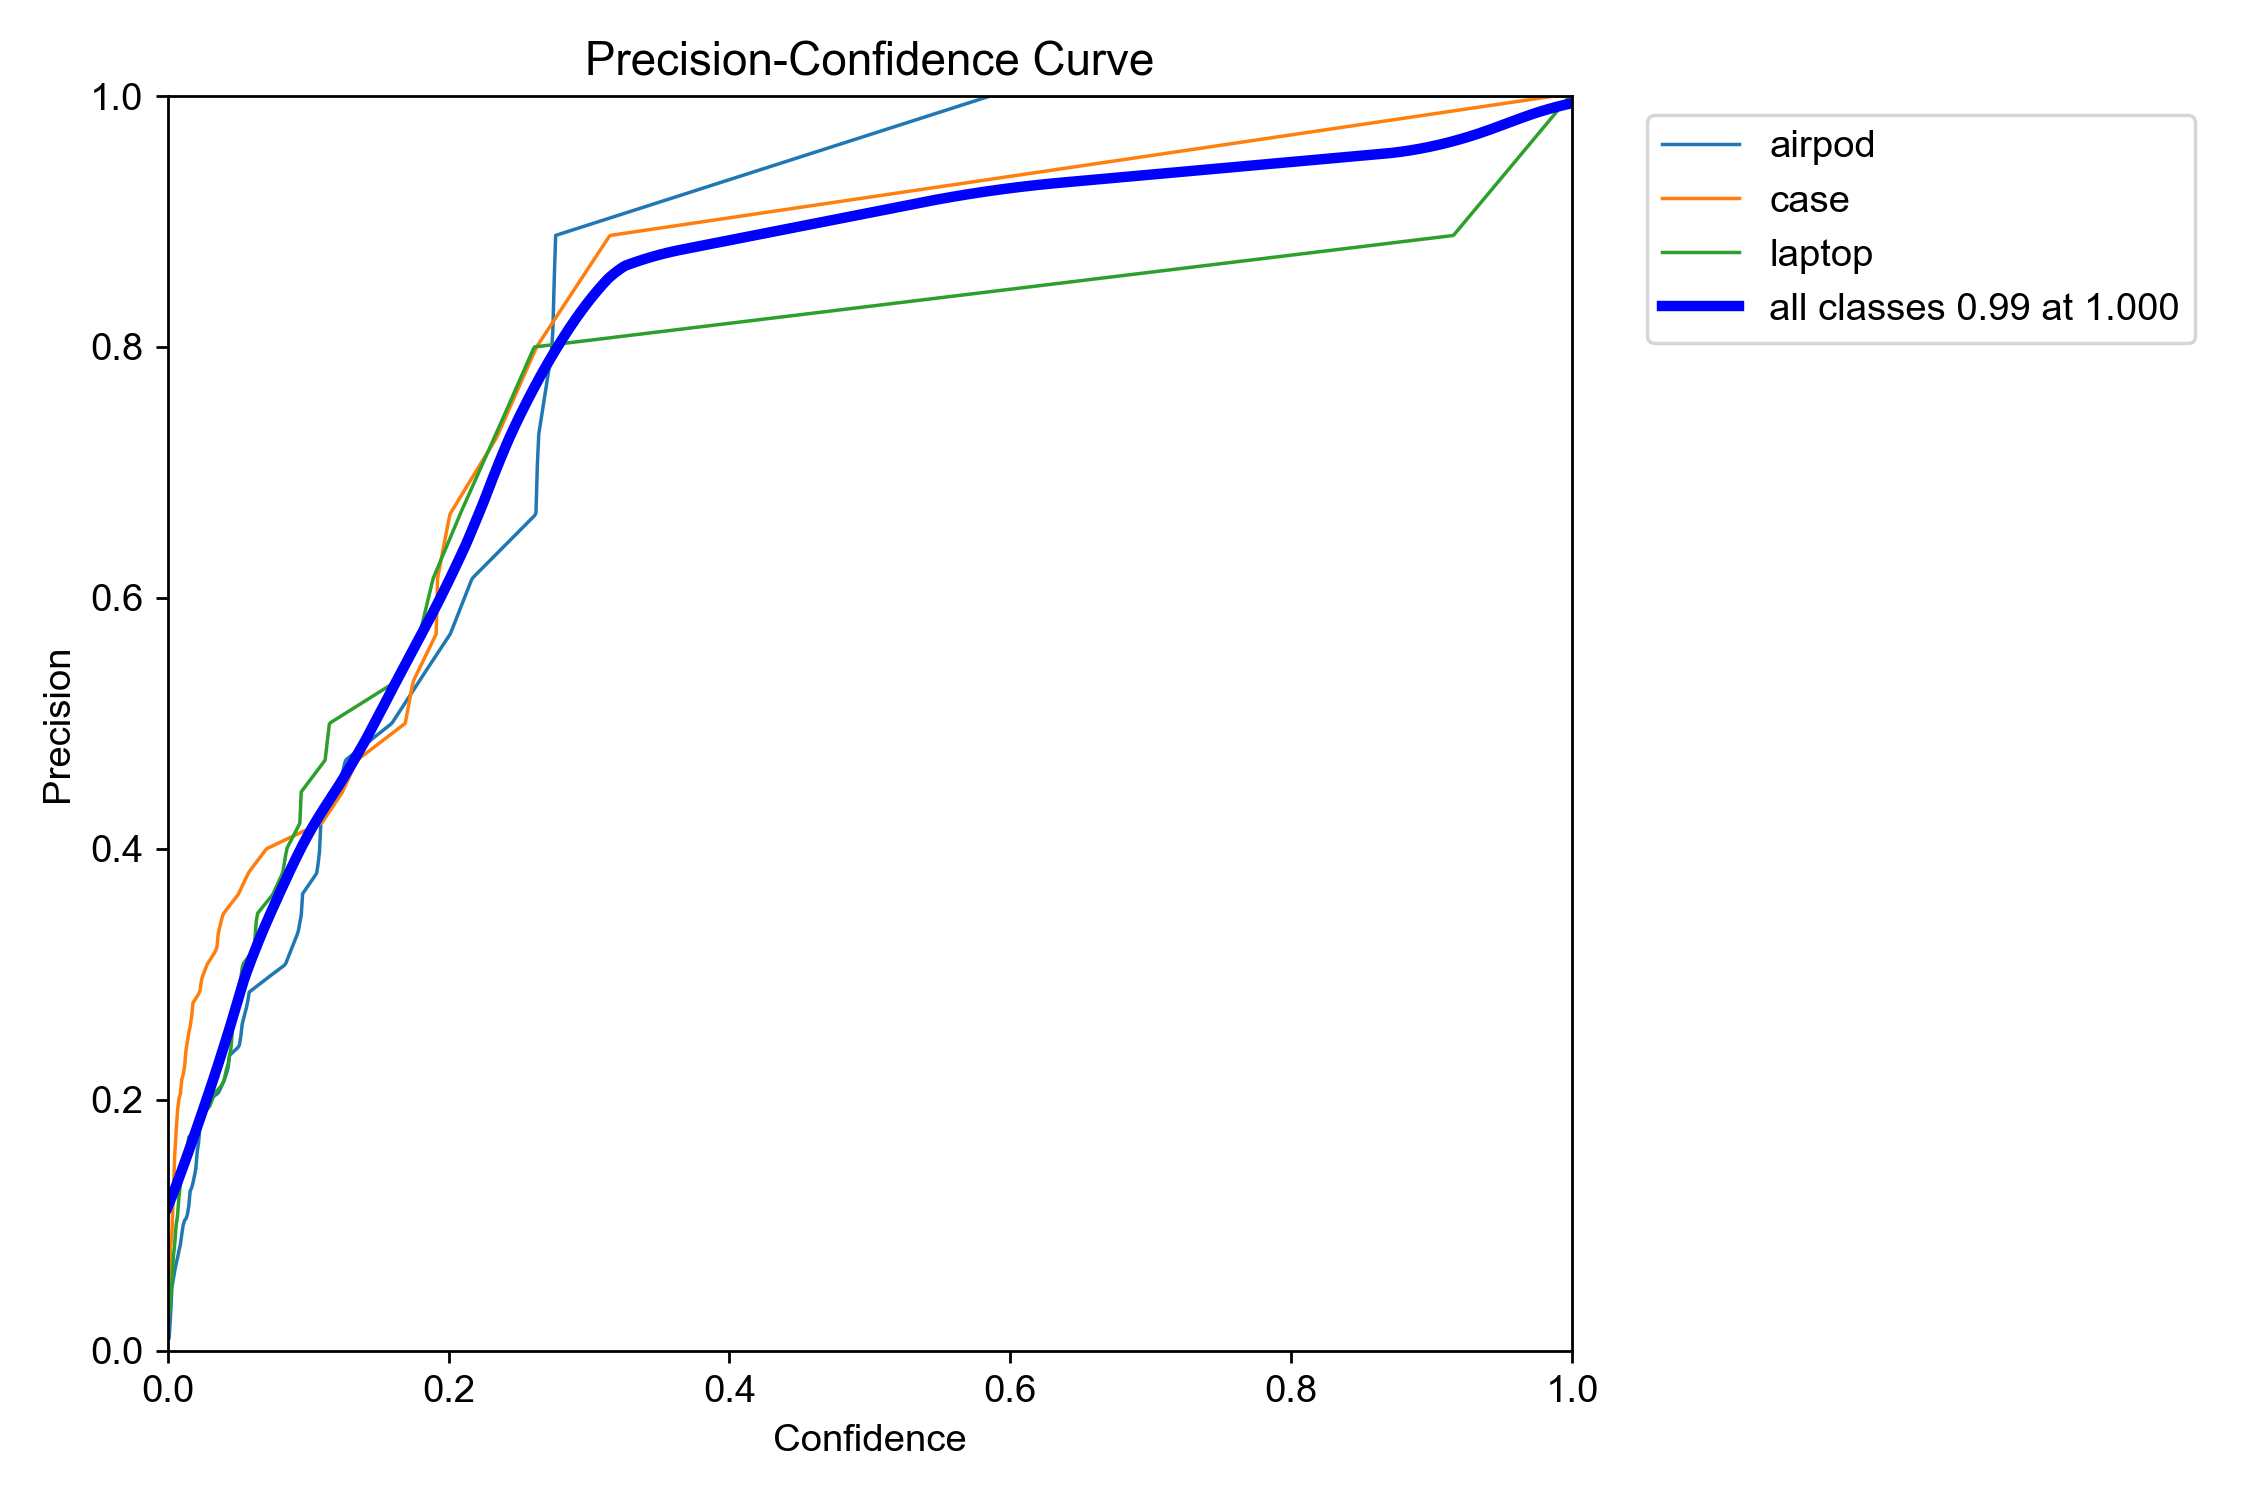 Precision-Confidence Curve
1.0
0.8
0.6
0.4
0.2
0.0
Precision
0.0 0.2 0.4 0.6 0.8 1.0
Confidence
airpod
case
laptop
all classes 0.99 at 1.000